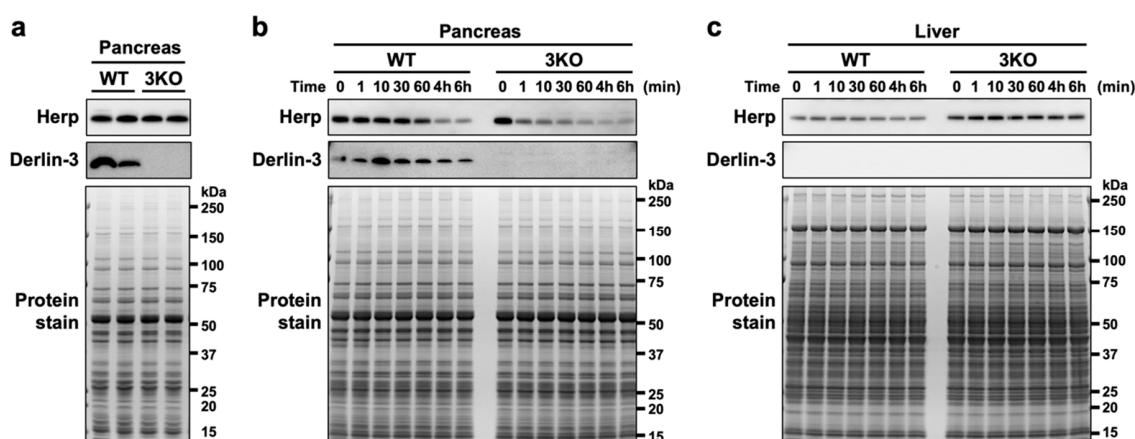 a
Pancreas
WT 3KO
Herp
Derlin-3
Protein
stain
kDa
250
150
100
75
50
37
25
20
15
b
Pancreas
WT 3KO
Time 0 1 10 30 60 4h 6h 0 1 10 30 60 4h 6h (min)
Herp
Derlin-3
Protein
stain
kDa
250
150
100
75
50
37
25
20
15
c
Liver
WT 3KO
Time 0 1 10 30 60 4h 6h 0 1 10 30 60 4h 6h (min)
Herp
Derlin-3
Protein
stain
kDa
250
150
100
75
50
37
25
20
15